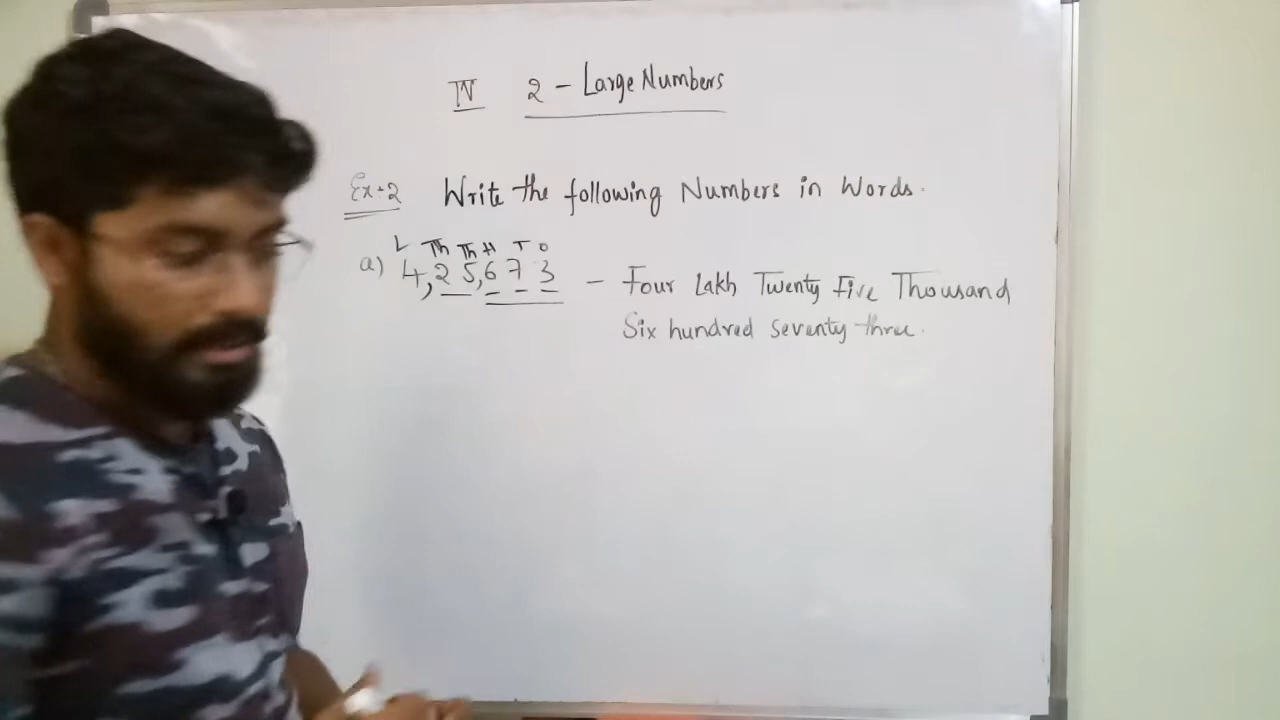 IV 2 - Large Numbers
Ex-2 Write the following Numbers in Words.
L Th Th H T O
a) 4,25,673 - Four Lakh Twenty Five Thousand
Six hundred seventy three.